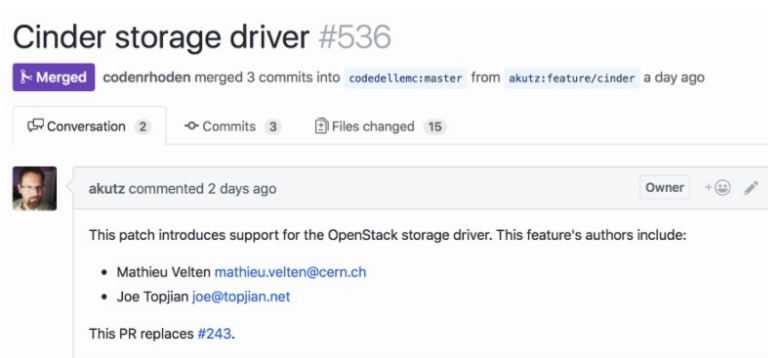 Cinder storage driver #536
Merged codenrhoden merged 3 commits into codedellemc:master from akutz:feature/cinder a day ago
Conversation 2 Commits 3 Files changed 15
akutz commented 2 days ago Owner +
This patch introduces support for the OpenStack storage driver. This feature's authors include:
• Mathieu Velten mathieu.velten@cern.ch
• Joe Topjian joe@topjian.net
This PR replaces #243.